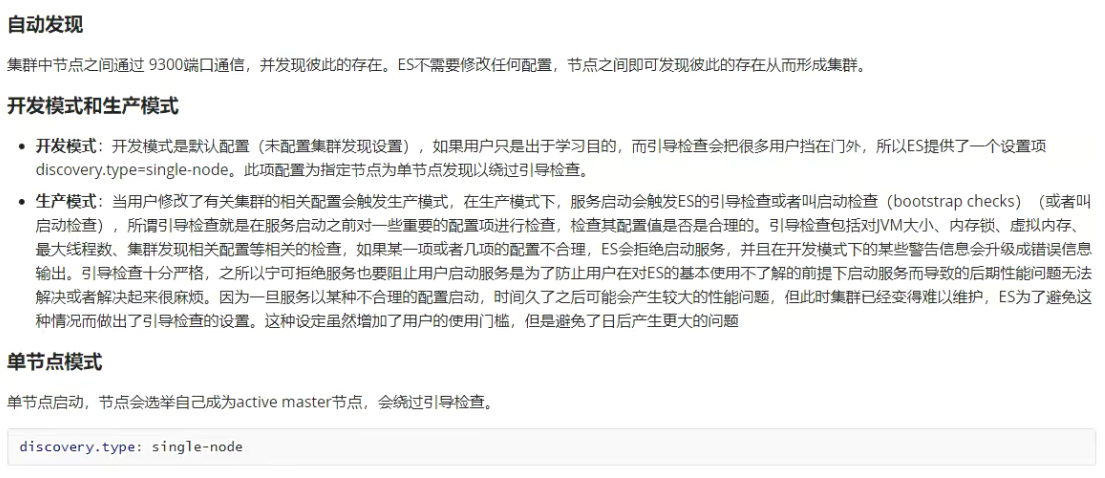 自动发现
集群中节点之间通过 9300端口通信，并发现彼此的存在。ES不需要修改任何配置，节点之间即可发现彼此的存在从而形成集群。
开发模式和生产模式
• 开发模式：开发模式是默认配置（未配置集群发现设置），如果用户只是出于学习目的，而引导检查会把很多用户挡在门外，所以ES提供了一个设置项
discovery.type=single-node。此项配置为指定节点为单节点发现以绕过引导检查。
• 生产模式：当用户修改了有关集群的相关配置会触发生产模式，在生产模式下，服务启动会触发ES的引导检查或者叫启动检查（bootstrap checks）（或者叫
启动检查），所谓引导检查就是在服务启动之前对一些重要的配置项进行检查，检查其配置值是否是合理的。引导检查包括对JVM大小、内存锁、虚拟内存、
最大线程数、集群发现相关配置等相关的检查，如果某一项或者几项的配置不合理，ES会拒绝启动服务，并且在开发模式下的某些警告信息会升级成错误信息
输出。引导检查十分严格，之所以宁可拒绝服务也要阻止用户启动服务是为了防止用户在对ES的基本使用不了解的前提下启动服务而导致的后期性能问题无法
解决或者解决起来很麻烦。因为一旦服务以某种不合理的配置启动，时间久了之后可能会产生较大的性能问题，但此时集群已经变得难以维护，ES为了避免这
种情况而做出了引导检查的设置。这种设定虽然增加了用户的使用门槛，但是避免了日后产生更大的问题
单节点模式
单节点启动，节点会选举自己成为active master节点，会绕过引导检查。
discovery.type: single-node